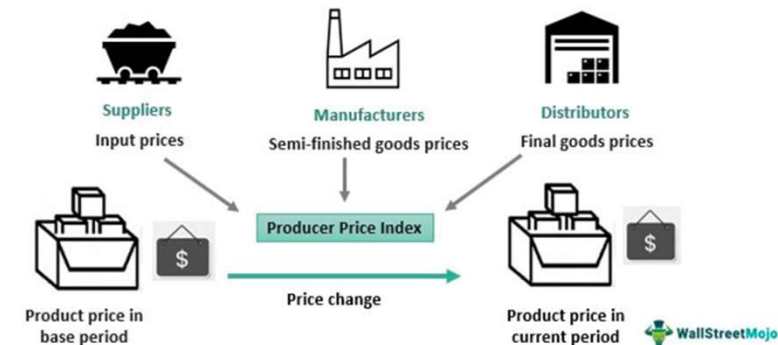 Suppliers
Manufacturers
Distributors
Input prices
Semi-finished goods prices
Final goods prices
Producer Price Index
$
$
Price change
Product price in
base period
Product price in
current period
WallStreetMojo